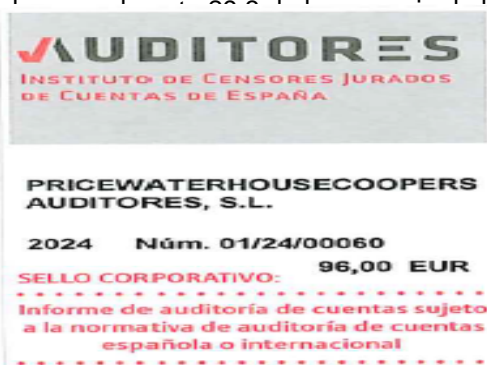 AUDITORES
INSTITUTO DE CENSORES JURADOS
DE CUENTAS DE ESPAÑA
PRICEWATERHOUSECOOPERS
AUDITORES, S.L.
2024 Núm. 01/24/00060
96,00 EUR
SELLO CORPORATIVO:
Informe de auditoría de cuentas sujeto
a la normativa de auditoría de cuentas
española o internacional